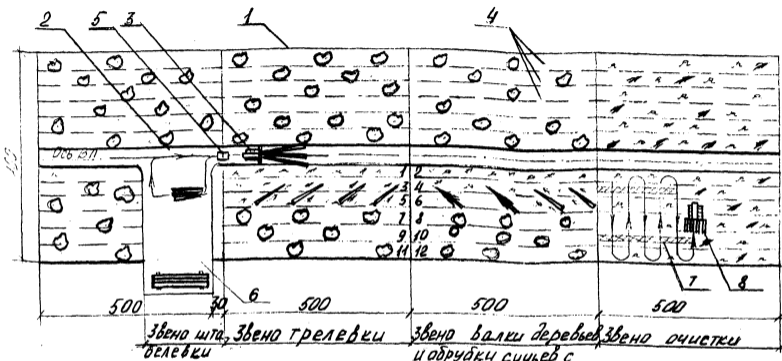 2 5 3 1 4
ось ВЛ
1 2
3 4
5 6
7 8
9 10
11 12
6 7 8
500 30 500 500 500
Звено шта-
белевки
Звено трелевки
Звено валки деревьев
и обрубки сучьев с
Звено очистки